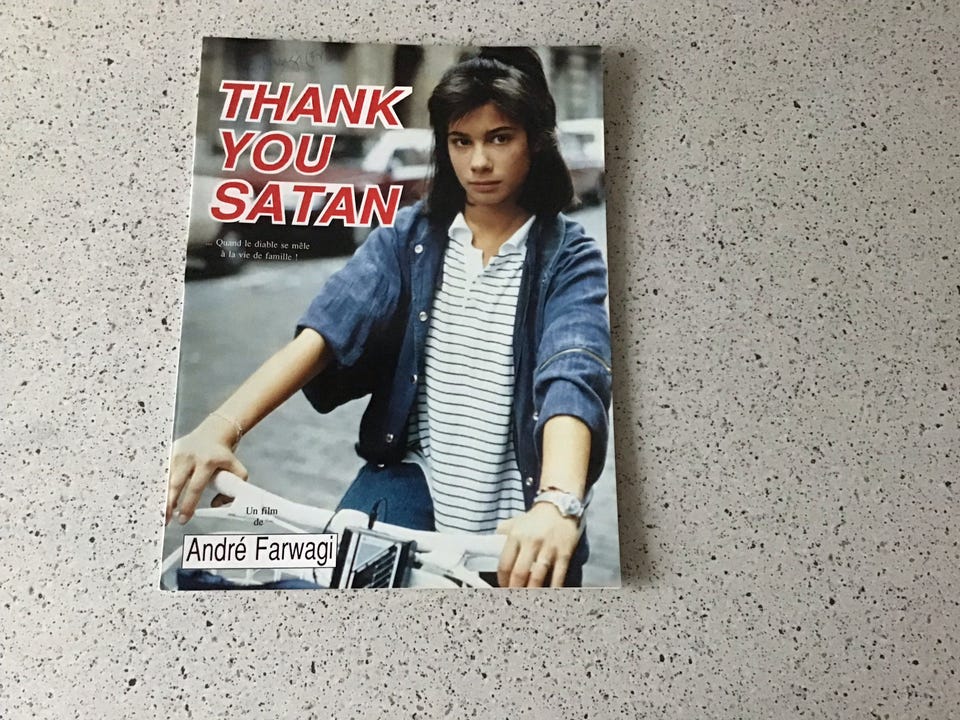 THANK
YOU
SATAN
... Quand le diable se mêle
à la vie de famille !
Un film
de
André Farwagi